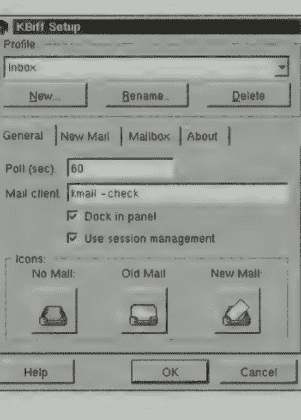 KBiff Setup
Profile
Inbox
New... Rename.. Delete
General New Mail Mailbox About
Poll (sec). 60
Mail client. kmail -check
Dock in panel
Use session management
Icons:
No Mail: Old Mail New Mail:
Help OK Cancel